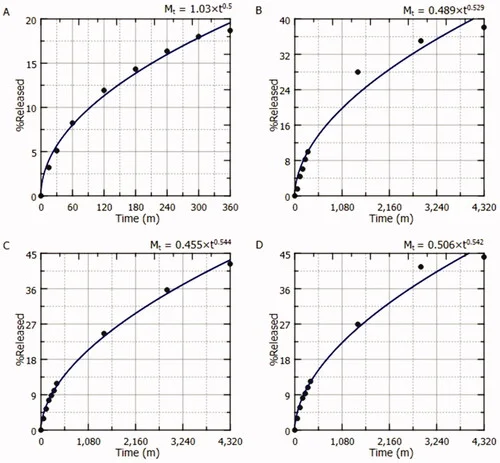 A
M_t = 1.03×t^0.5
20
15
10
5
0
%Released
0 60 120 180 240 300 360
Time (m)
B
M_t = 0.489×t^0.529
40
32
24
16
8
0
%Released
0 1,080 2,160 3,240 4,320
Time (m)
C
M_t = 0.455×t^0.544
45
36
27
18
9
0
%Released
0 1,080 2,160 3,240 4,320
Time (m)
D
M_t = 0.506×t^0.542
45
36
27
18
9
0
%Released
0 1,080 2,160 3,240 4,320
Time (m)